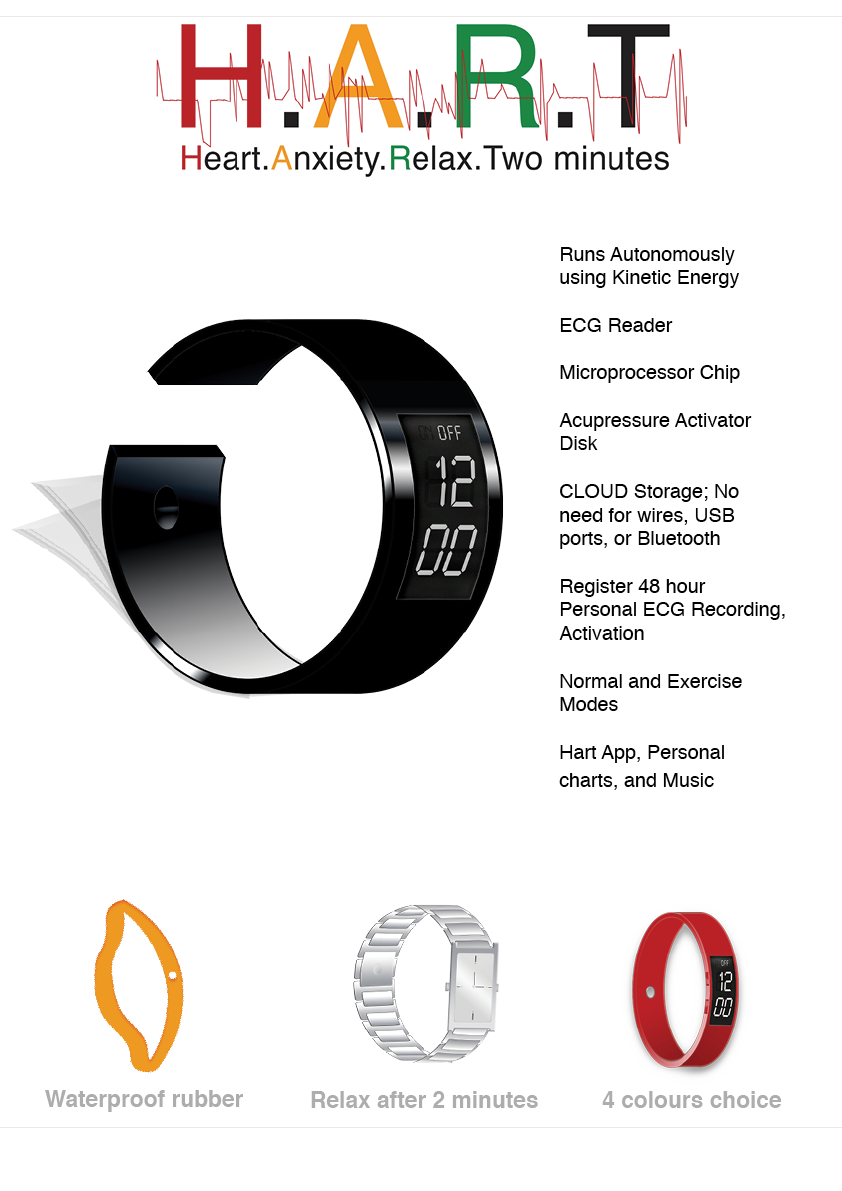 H.A.R.T
Heart.Anxiety.Relax.Two minutes
Runs Autonomously
using Kinetic Energy
ECG Reader
Microprocessor Chip
Acupressure Activator
Disk
CLOUD Storage; No
need for wires, USB
ports, or Bluetooth
Register 48 hour
Personal ECG Recording,
Activation
Normal and Exercise
Modes
Hart App, Personal
charts, and Music
ON OFF
12
00
OFF
12
00
Waterproof rubber
Relax after 2 minutes
4 colours choice